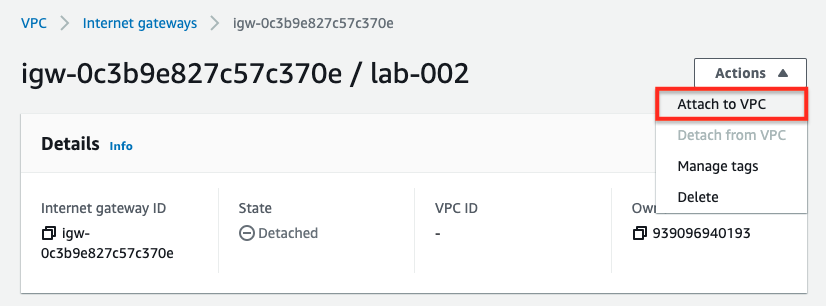 VPC > Internet gateways > igw-0c3b9e827c57c370e
igw-0c3b9e827c57c370e / lab-002
Actions ▲
Attach to VPC
Detach from VPC
Manage tags
Delete
Details Info
Internet gateway ID
igw-
0c3b9e827c57c370e
State
Detached
VPC ID
-
Own
939096940193